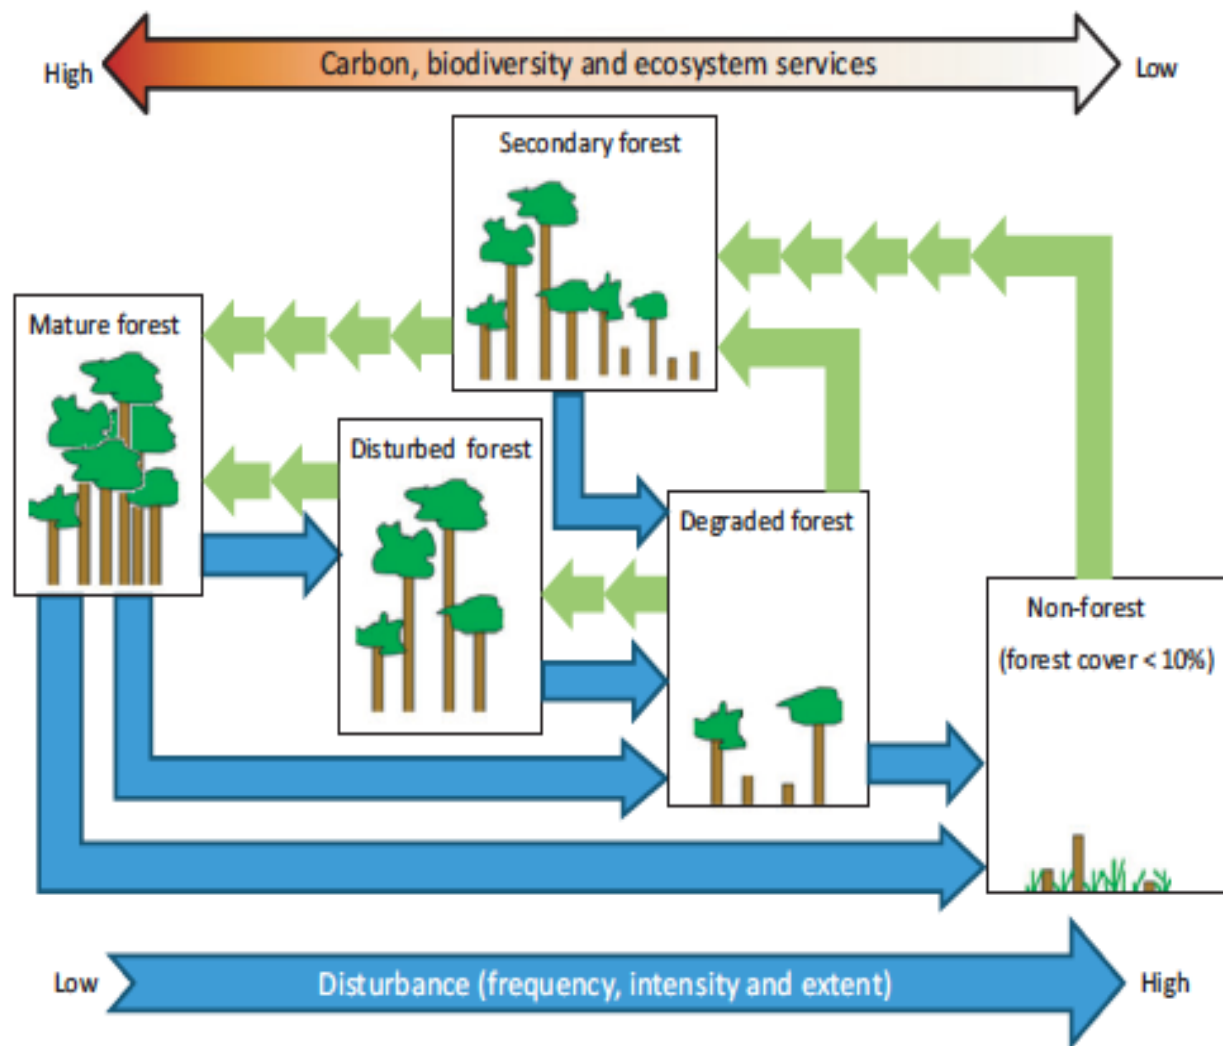 Carbon, biodiversity and ecosystem services
High
Low
Secondary forest
Mature forest
Disturbed forest
Degraded forest
Non-forest
(forest cover < 10%)
Low
Disturbance (frequency, intensity and extent)
High